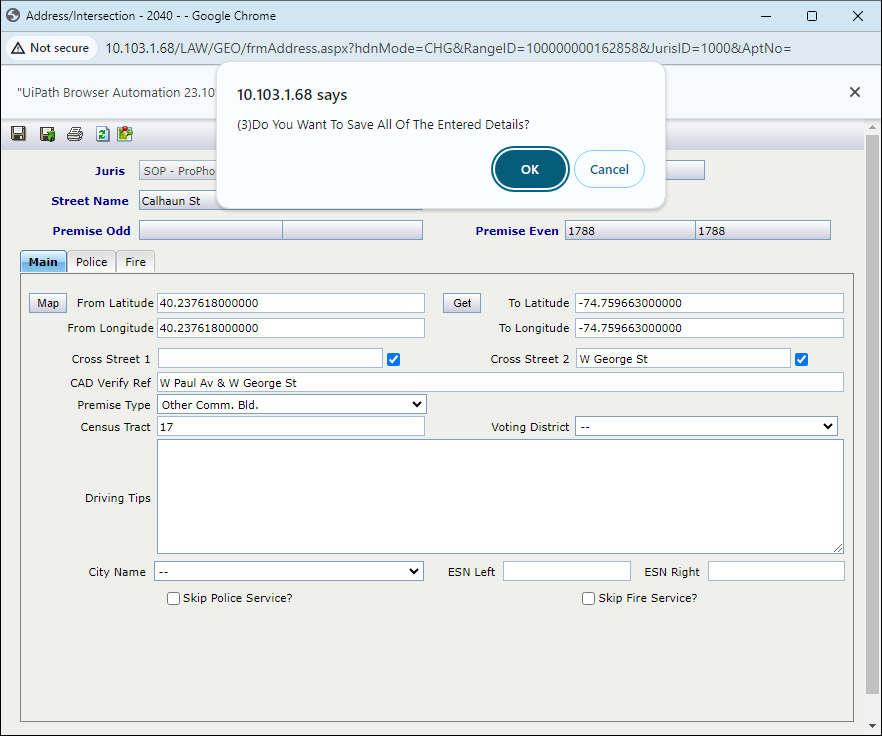 Address/Intersection - 2040 - - Google Chrome
Not secure 10.103.1.68/LAW/GEO/frmAddress.aspx?hdnMode=CHG&RangeID=1000000000162858&JurisID=1000&AptNo=
"UiPath Browser Automation 23.10
10.103.1.68 says
(3)Do You Want To Save All Of The Entered Details?
OK Cancel
Juris SOP - ProPho
Street Name Calhaun St
Premise Odd Premise Even 1788 1788
Main Police Fire
Map From Latitude 40.237618000000 Get To Latitude -74.759663000000
From Longitude 40.237618000000 To Longitude -74.759663000000
Cross Street 1 Cross Street 2 W George St
CAD Verify Ref W Paul Av & W George St
Premise Type Other Comm. Bld.
Census Tract 17 Voting District --
Driving Tips
City Name -- ESN Left ESN Right
Skip Police Service? Skip Fire Service?